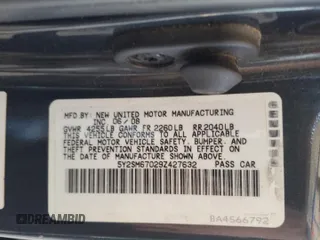 MFD. BY: NEW UNITED MOTOR MANUFACTURING
INC 06/08
GVWR 4255LB GAWR FR 2260LB RR 2040LB
THIS VEHICLE CONFORMS TO ALL APPLICABLE
FEDERAL MOTOR VEHICLE SAFETY, BUMPER, AND
THEFT PREVENTION STANDARDS IN EFFECT ON
THE DATE OF MANUFACTURE SHOWN ABOVE.
5Y2SM67029Z427632 PASS CAR
BA4566792
DREAMBID